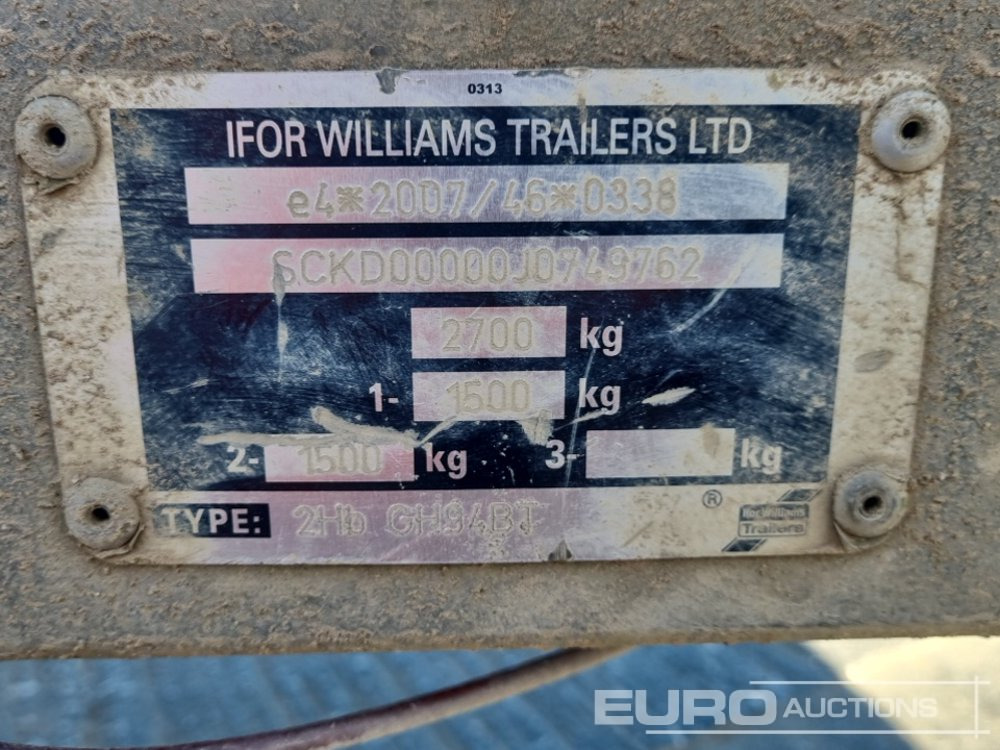 0313
IFOR WILLIAMS TRAILERS LTD
e4*2007/46*0338
SCKD00000J0749762
2700 kg
1- 1500 kg
2- 1500 kg 3- kg
TYPE: 2Hb GH94BT ®
Ifor Williams
Trailers
EURO AUCTIONS